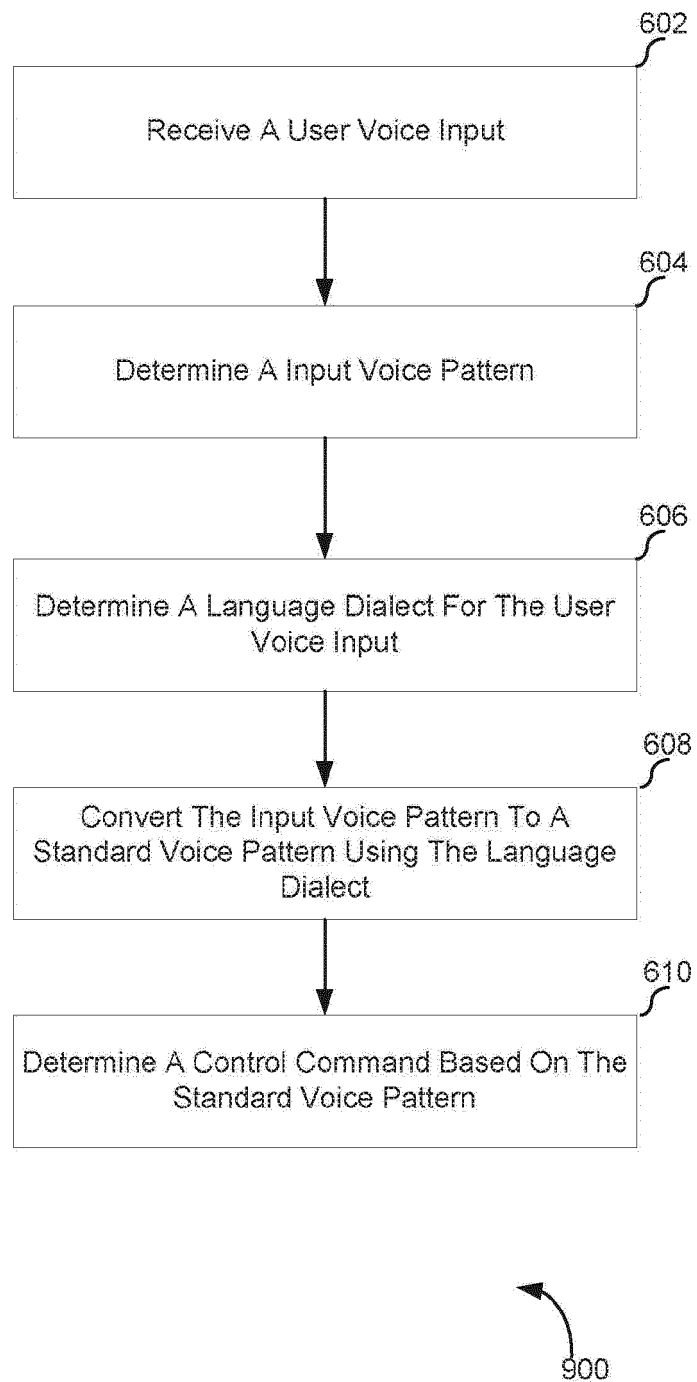 602
Receive A User Voice Input
604
Determine A Input Voice Pattern
606
Determine A Language Dialect For The User
Voice Input
608
Convert The Input Voice Pattern To A
Standard Voice Pattern Using The Language
Dialect
610
Determine A Control Command Based On The
Standard Voice Pattern
900